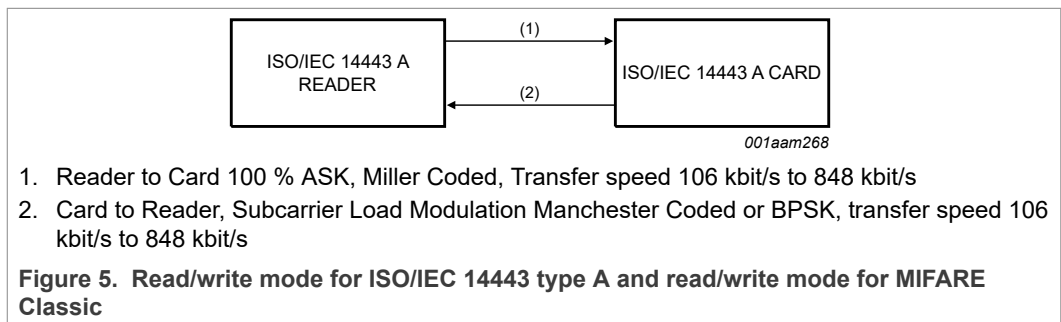 (1)
ISO/IEC 14443 A
READER
ISO/IEC 14443 A CARD
(2)
001aam268
1. Reader to Card 100 % ASK, Miller Coded, Transfer speed 106 kbit/s to 848 kbit/s
2. Card to Reader, Subcarrier Load Modulation Manchester Coded or BPSK, transfer speed 106
kbit/s to 848 kbit/s
Figure 5. Read/write mode for ISO/IEC 14443 type A and read/write mode for MIFARE
Classic